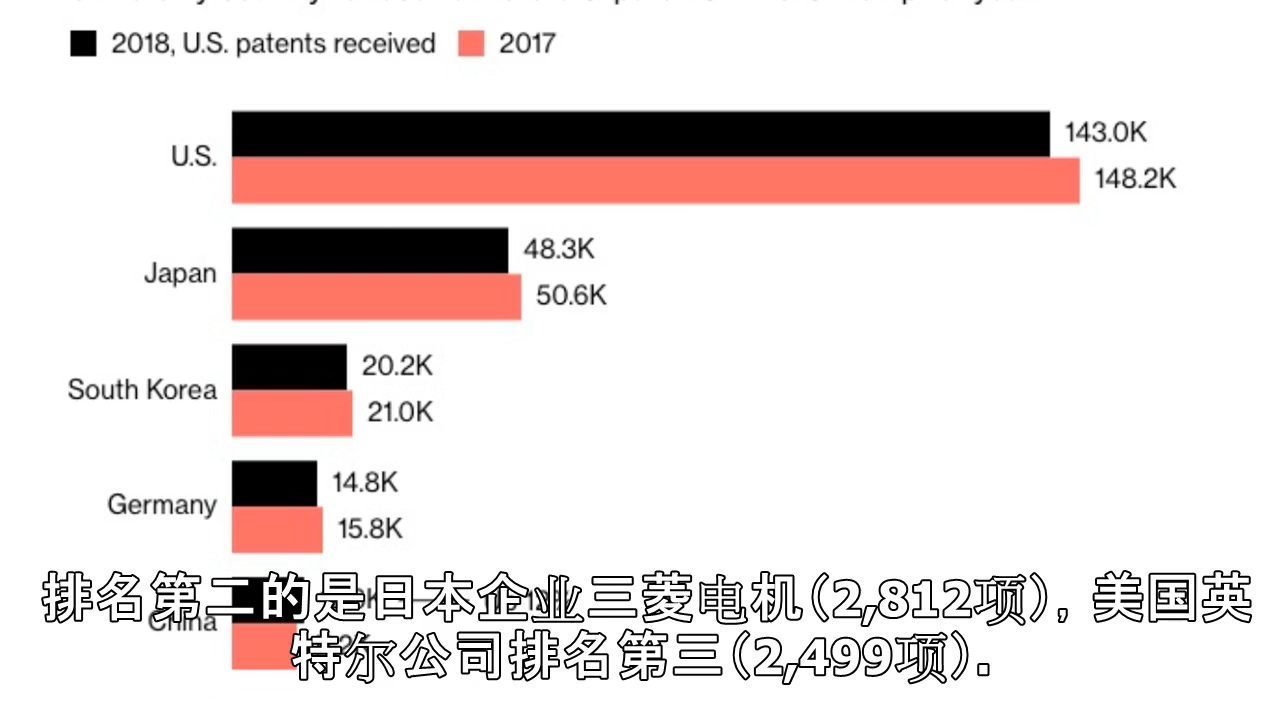 2018, U.S. patents received 2017
U.S.
143.0K
148.2K
Japan
48.3K
50.6K
South Korea
20.2K
21.0K
Germany
14.8K
15.8K
China
排名第二的是日本企业三菱电机(2,812项), 美国英
特尔公司排名第三(2,499项).